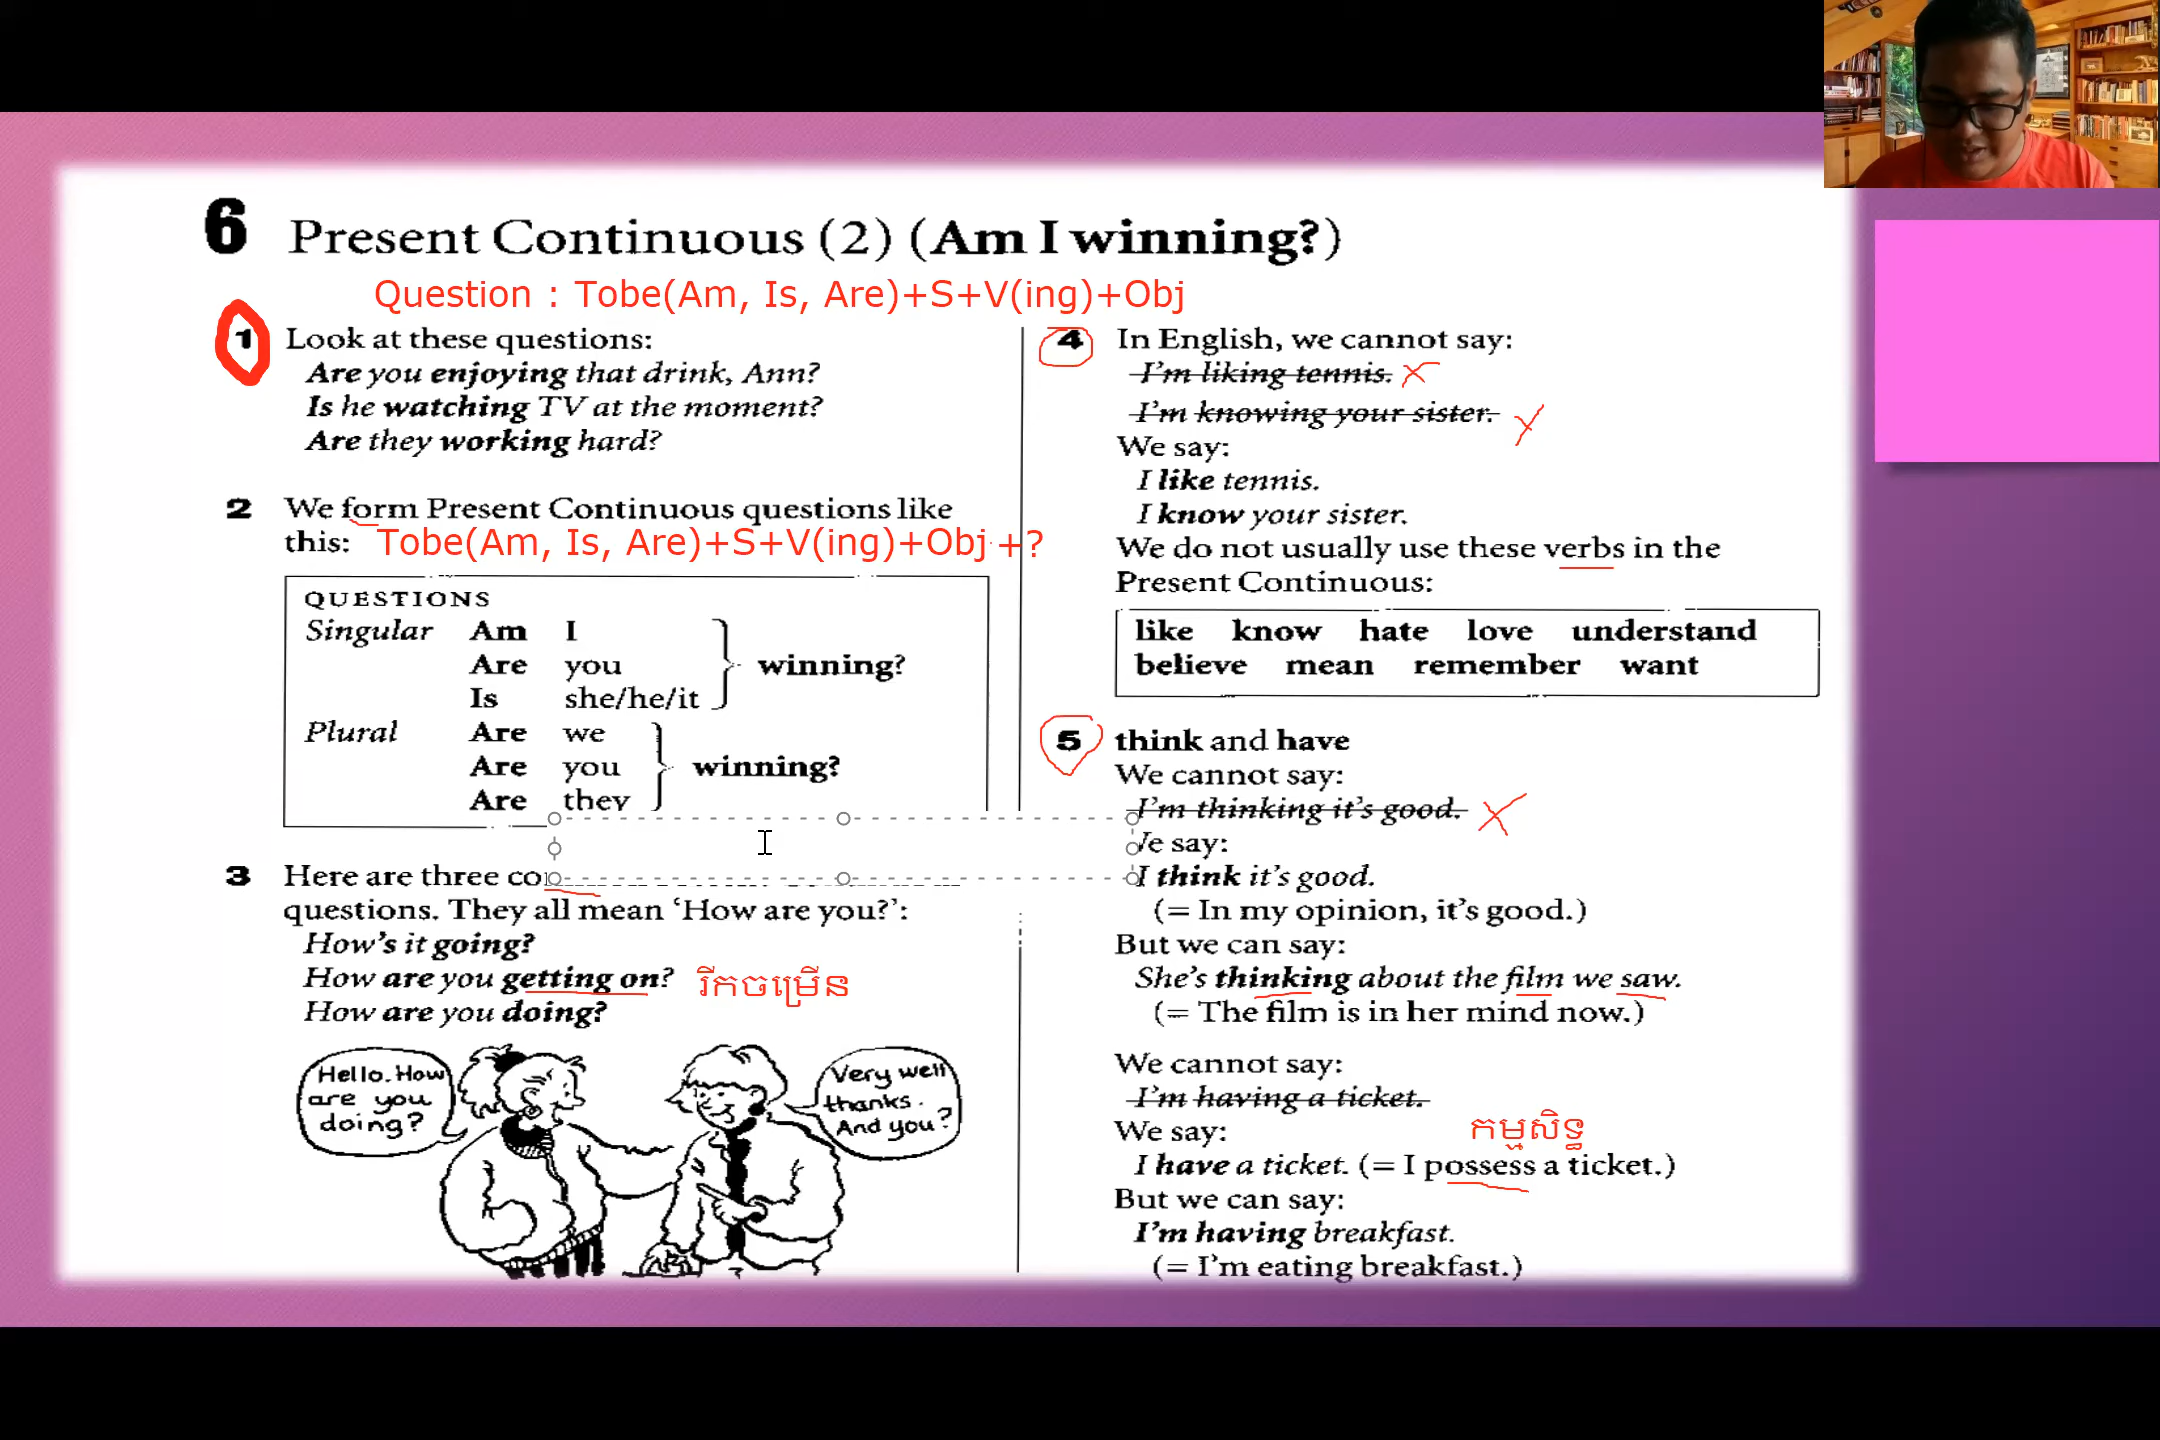 6 Present Continuous (2) (Am I winning?)
Question : Tobe(Am, Is, Are)+S+V(ing)+Obj
1 Look at these questions:
Are you enjoying that drink, Ann?
Is he watching TV at the moment?
Are they working hard?
2 We form Present Continuous questions like
this: Tobe(Am, Is, Are)+S+V(ing)+Obj +?
QUESTIONS
Singular Am I
Are you winning?
Is she/he/it
Plural Are we
Are you winning?
Are they
3 Here are three
questions. They all mean ‘How are you?’:
How’s it going?
How are you getting on? រីកចម្រើន
How are you doing?
Hello. How
are you
doing?
Very well
thanks.
And you?
4 In English, we cannot say:
I’m liking tennis.
I’m knowing your sister.
We say:
I like tennis.
I know your sister.
We do not usually use these verbs in the
Present Continuous:
like know hate love understand
believe mean remember want
5 think and have
We cannot say:
I’m thinking it’s good.
We say:
I think it’s good.
(= In my opinion, it’s good.)
But we can say:
She’s thinking about the film we saw.
(= The film is in her mind now.)
We cannot say:
I’m having a ticket.
កម្មសិទ្ធ
We say:
I have a ticket. (= I possess a ticket.)
But we can say:
I’m having breakfast.
(= I’m eating breakfast.)